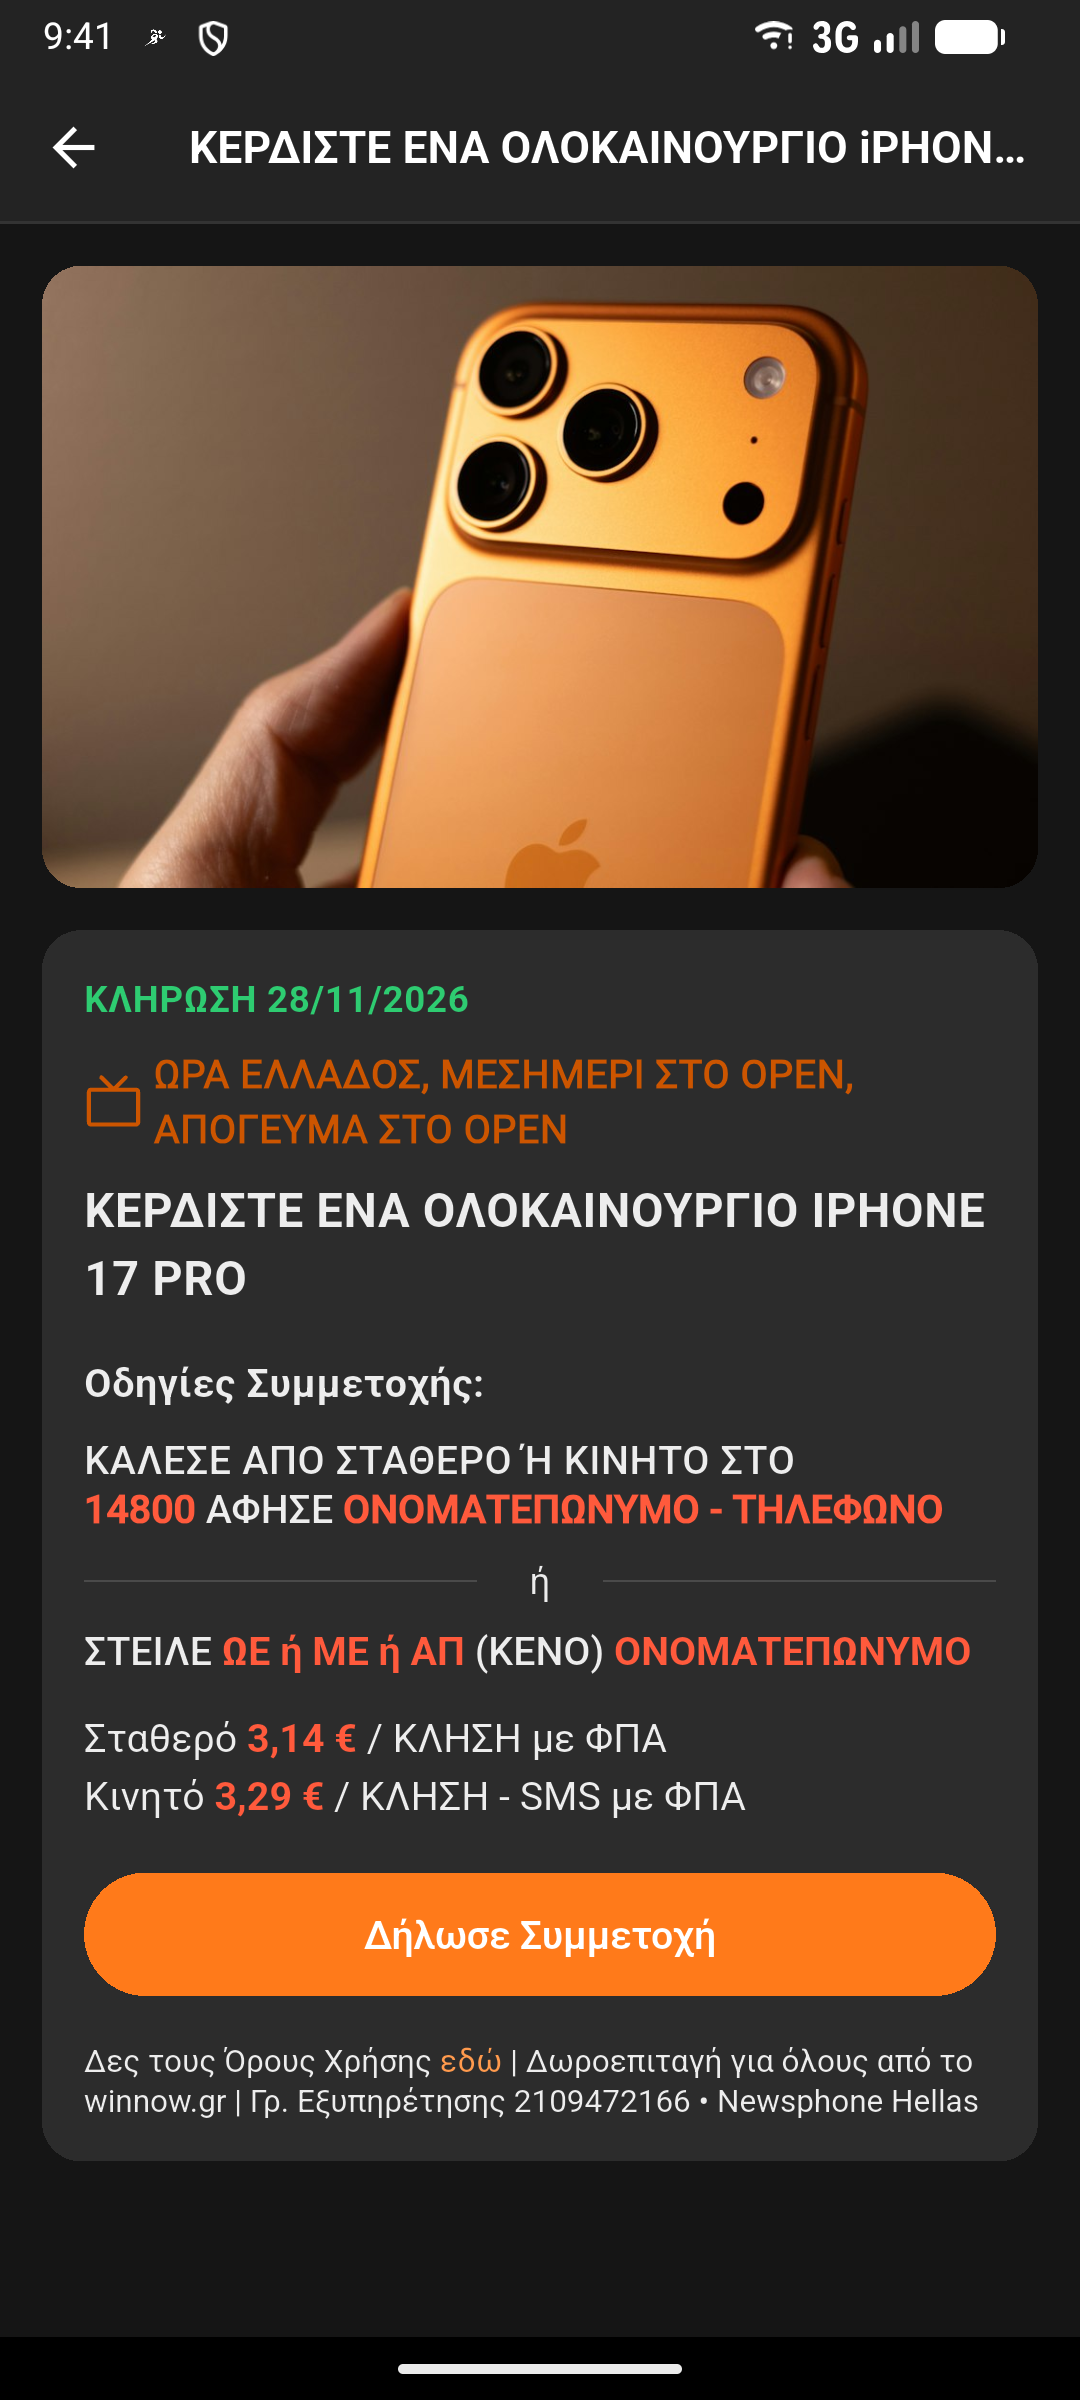 9:41
3G
ΚΕΡΔΙΣΤΕ ΕΝΑ ΟΛΟΚΑΙΝΟΥΡΓΙΟ iPHON...
ΚΛΗΡΩΣΗ 28/11/2026
ΩΡΑ ΕΛΛΑΔΟΣ, ΜΕΣΗΜΕΡΙ ΣΤΟ OPEN,
ΑΠΟΓΕΥΜΑ ΣΤΟ OPEN
ΚΕΡΔΙΣΤΕ ΕΝΑ ΟΛΟΚΑΙΝΟΥΡΓΙΟ IPHONE
17 PRO
Οδηγίες Συμμετοχής:
ΚΑΛΕΣΕ ΑΠΟ ΣΤΑΘΕΡΟ Ή ΚΙΝΗΤΟ ΣΤΟ
14800 ΑΦΗΣΕ ΟΝΟΜΑΤΕΠΩΝΥΜΟ - ΤΗΛΕΦΩΝΟ
ή
ΣΤΕΙΛΕ ΩΕ ή ΜΕ ή ΑΠ (ΚΕΝΟ) ΟΝΟΜΑΤΕΠΩΝΥΜΟ
Σταθερό 3,14 € / ΚΛΗΣΗ με ΦΠΑ
Κινητό 3,29 € / ΚΛΗΣΗ - SMS με ΦΠΑ
Δήλωσε Συμμετοχή
Δες τους Όρους Χρήσης εδώ | Δωροεπιταγή για όλους από το
winnow.gr | Γρ. Εξυπηρέτησης 2109472166 • Newsphone Hellas